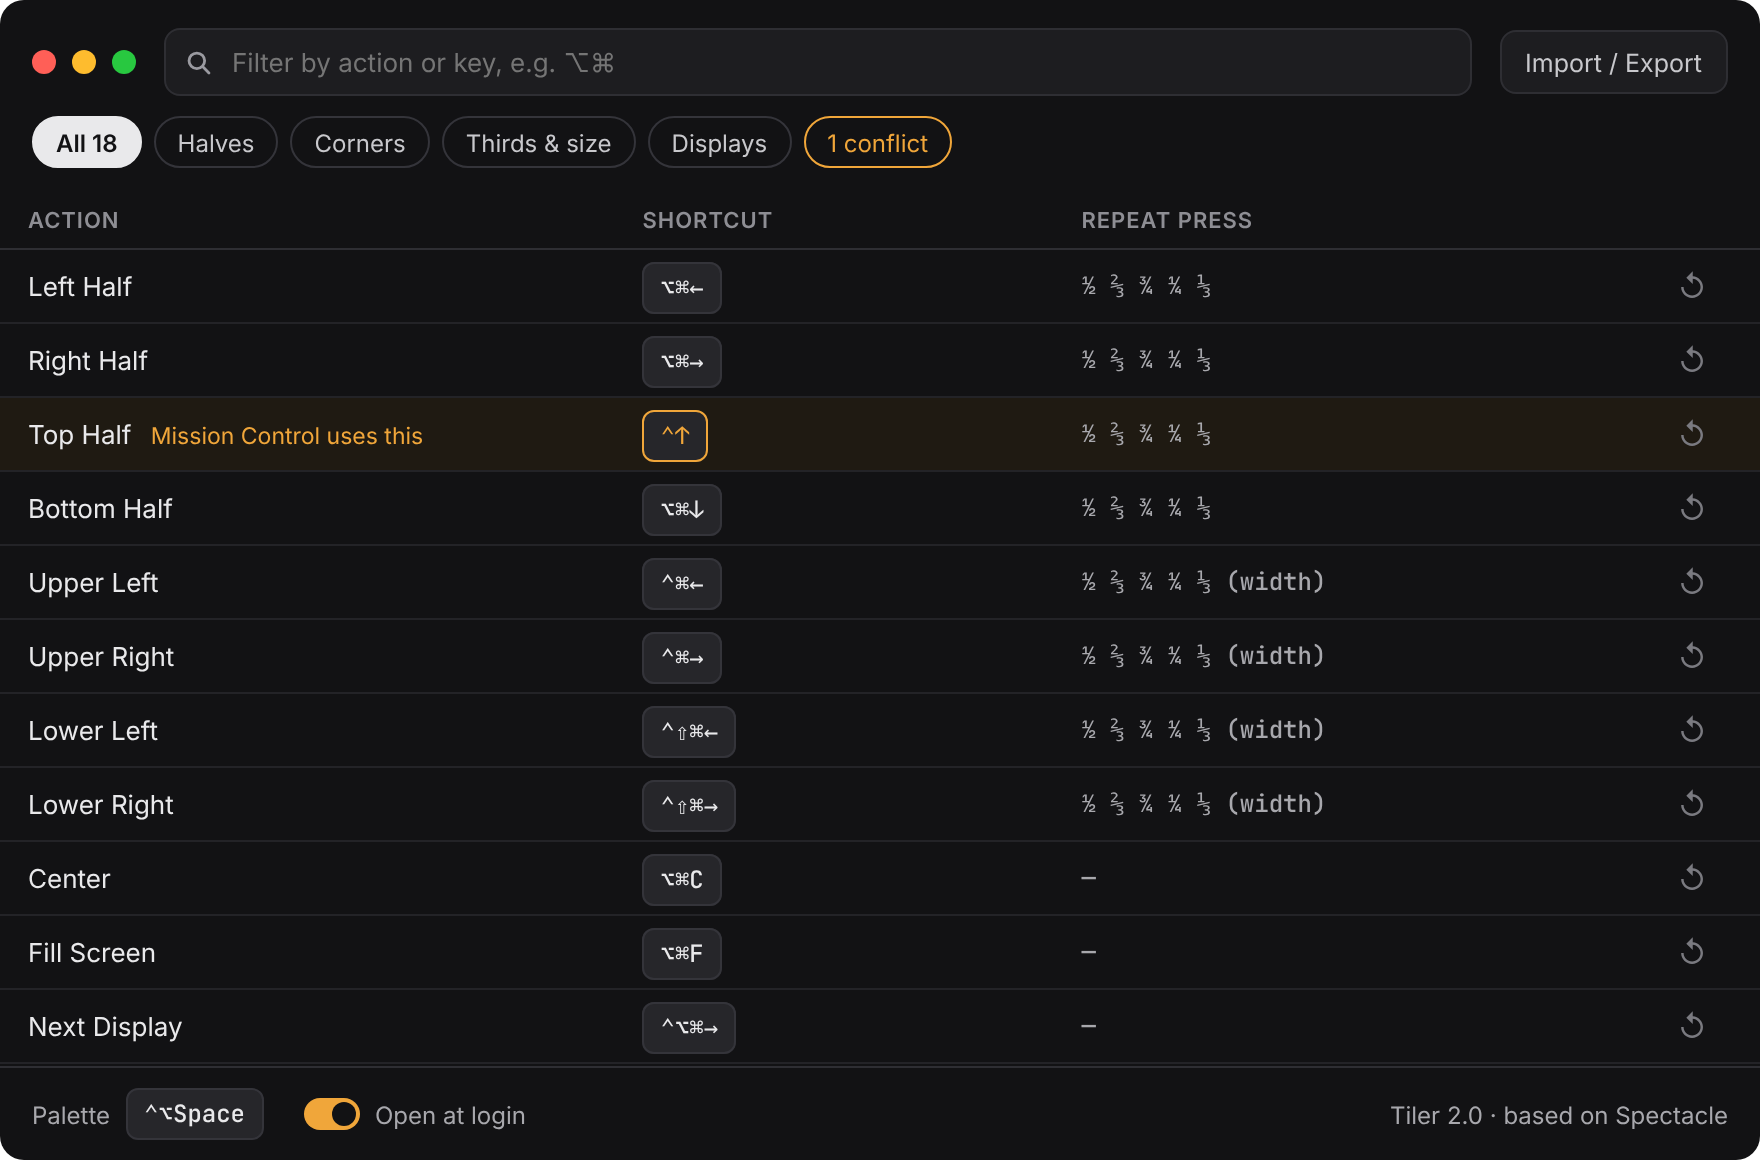 Filter by action or key, e.g. ⌥⌘
Import / Export
All 18
Halves
Corners
Thirds & size
Displays
1 conflict
ACTION SHORTCUT REPEAT PRESS
Left Half ⌥⌘← ½ ⅔ ¾ ¼ ⅓
Right Half ⌥⌘→ ½ ⅔ ¾ ¼ ⅓
Top Half Mission Control uses this ⌃↑ ½ ⅔ ¾ ¼ ⅓
Bottom Half ⌥⌘↓ ½ ⅔ ¾ ¼ ⅓
Upper Left ⌃⌘← ½ ⅔ ¾ ¼ ⅓ (width)
Upper Right ⌃⌘→ ½ ⅔ ¾ ¼ ⅓ (width)
Lower Left ⌃⇧⌘← ½ ⅔ ¾ ¼ ⅓ (width)
Lower Right ⌃⇧⌘→ ½ ⅔ ¾ ¼ ⅓ (width)
Center ⌥⌘C —
Fill Screen ⌥⌘F —
Next Display ⌃⌥⌘→ —
Palette ⌃⌥Space Open at login Tiler 2.0 · based on Spectacle